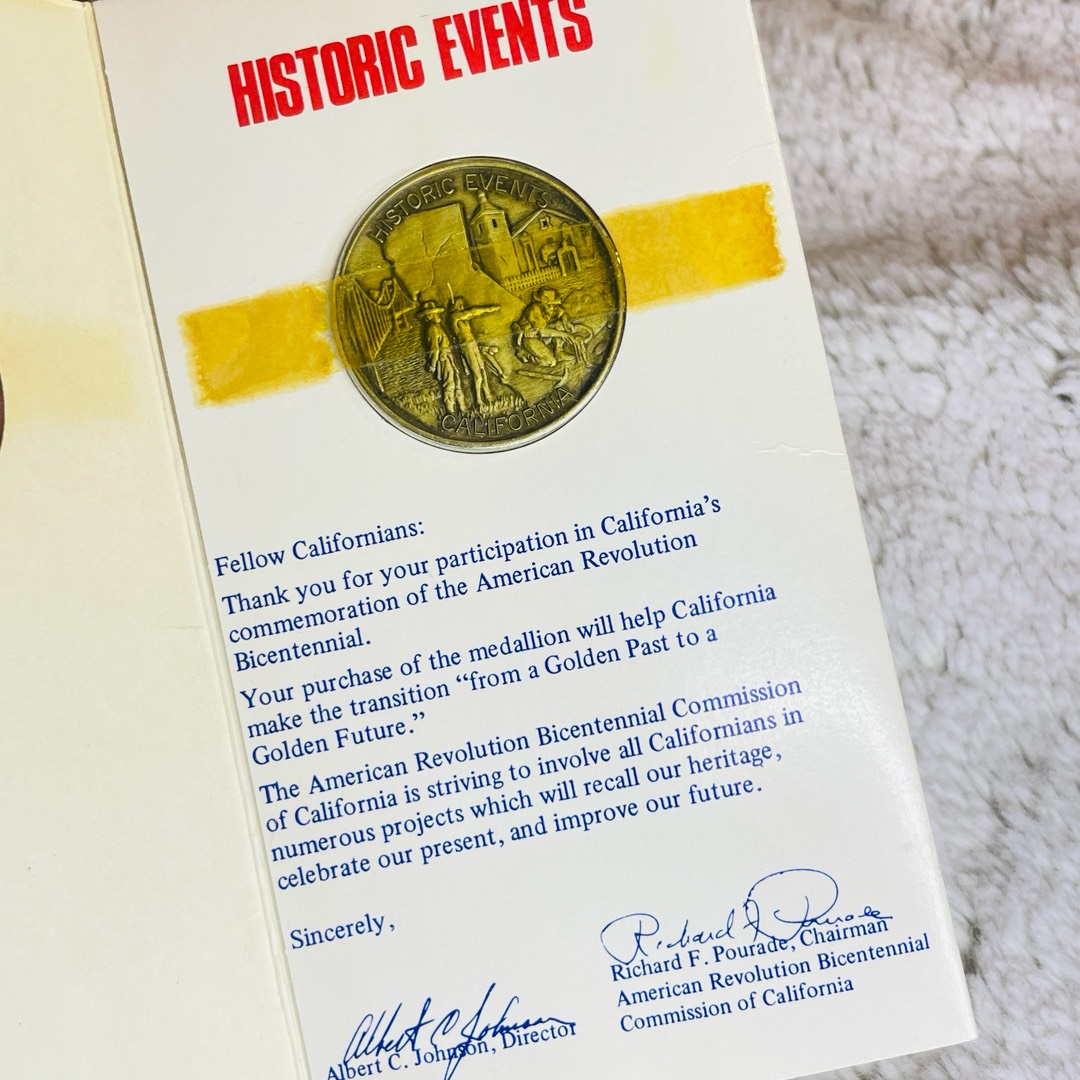 HISTORIC EVENTS
HISTORIC EVENTS
CALIFORNIA
Fellow Californians:
Thank you for your participation in California's
commemoration of the American Revolution
Bicentennial.
Your purchase of the medallion will help California
make the transition “from a Golden Past to a
Golden Future.”
The American Revolution Bicentennial Commission
of California is striving to involve all Californians in
numerous projects which will recall our heritage,
celebrate our present, and improve our future.
Sincerely,
Richard F. Pourade
Richard F. Pourade, Chairman
American Revolution Bicentennial
Commission of California
Albert C. Johnson
Albert C. Johnson, Director